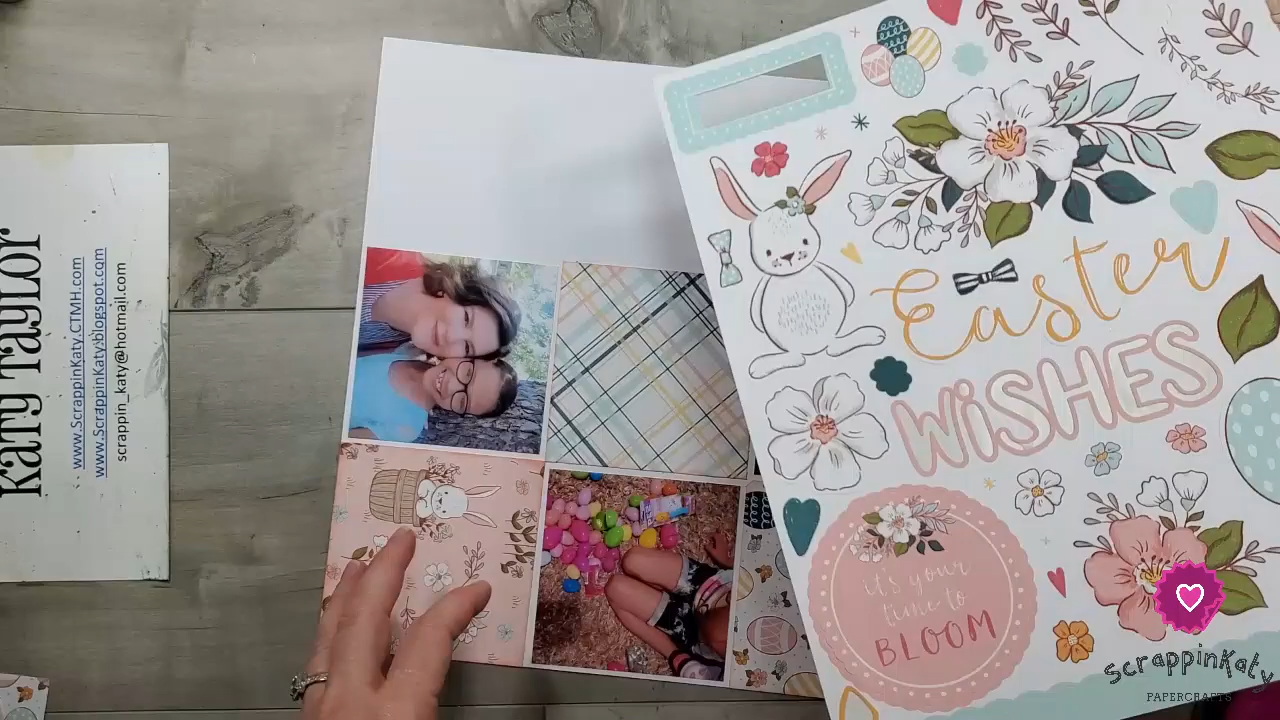 KATY TAYLOR
www.ScrappinKaty.CTMH.com
www.ScrappinKaty.blogspot.com
scrappin_katy@hotmail.com
Easter
WiSHES
it's your
time to
BLOOM
ScrappinKaty
PAPERCRAFTS